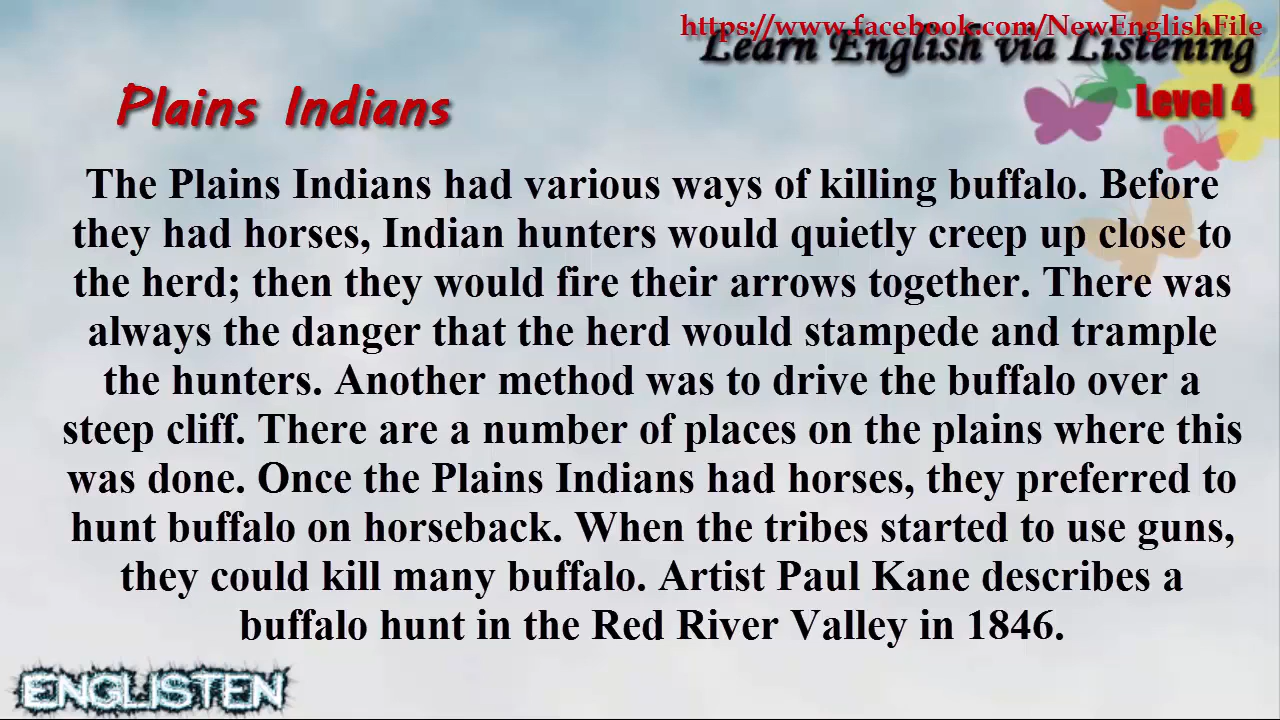 https://www.facebook.com/NewEnglishFile
Learn English via Listening
Plains Indians
Level 4
The Plains Indians had various ways of killing buffalo. Before
they had horses, Indian hunters would quietly creep up close to
the herd; then they would fire their arrows together. There was
always the danger that the herd would stampede and trample
the hunters. Another method was to drive the buffalo over a
steep cliff. There are a number of places on the plains where this
was done. Once the Plains Indians had horses, they preferred to
hunt buffalo on horseback. When the tribes started to use guns,
they could kill many buffalo. Artist Paul Kane describes a
buffalo hunt in the Red River Valley in 1846.
ENGLISTEN